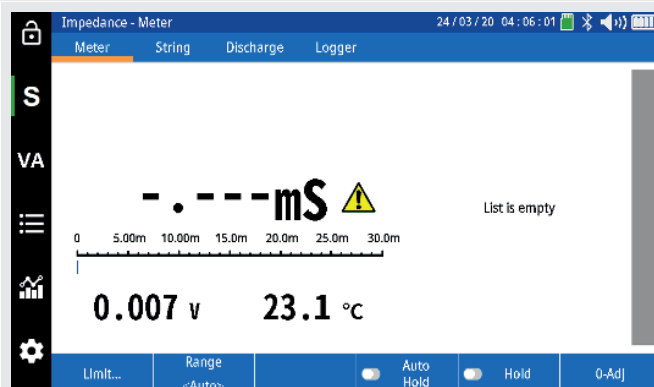 Impedance - Meter 24/03/20 04:06:01
Meter String Discharge Logger
S
VA
-.---mS
List is empty
0 5.00m 10.00m 15.0m 20.0m 25.0m 30.0m
0.007 V 23.1 °C
Limit... Range <Auto> Auto Hold Hold 0-Adj